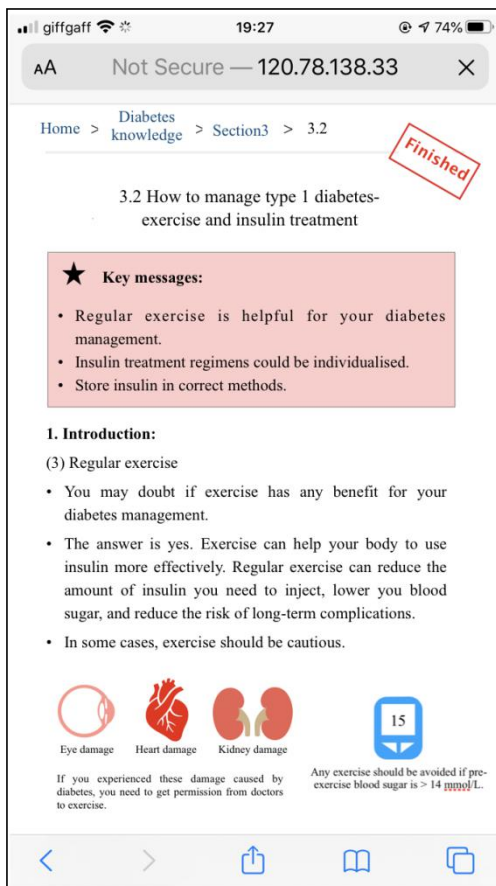 giffgaff 19:27 74%
AA Not Secure — 120.78.138.33
Home > Diabetes knowledge > Section3 > 3.2
Finished
3.2 How to manage type 1 diabetes-
exercise and insulin treatment
★ Key messages:
• Regular exercise is helpful for your diabetes
management.
• Insulin treatment regimens could be individualised.
• Store insulin in correct methods.
1. Introduction:
(3) Regular exercise
• You may doubt if exercise has any benefit for your
diabetes management.
• The answer is yes. Exercise can help your body to use
insulin more effectively. Regular exercise can reduce the
amount of insulin you need to inject, lower you blood
sugar, and reduce the risk of long-term complications.
• In some cases, exercise should be cautious.
15
Eye damage Heart damage Kidney damage
If you experienced these damage caused by
diabetes, you need to get permission from doctors
to exercise.
Any exercise should be avoided if pre-
exercise blood sugar is > 14 mmol/L.